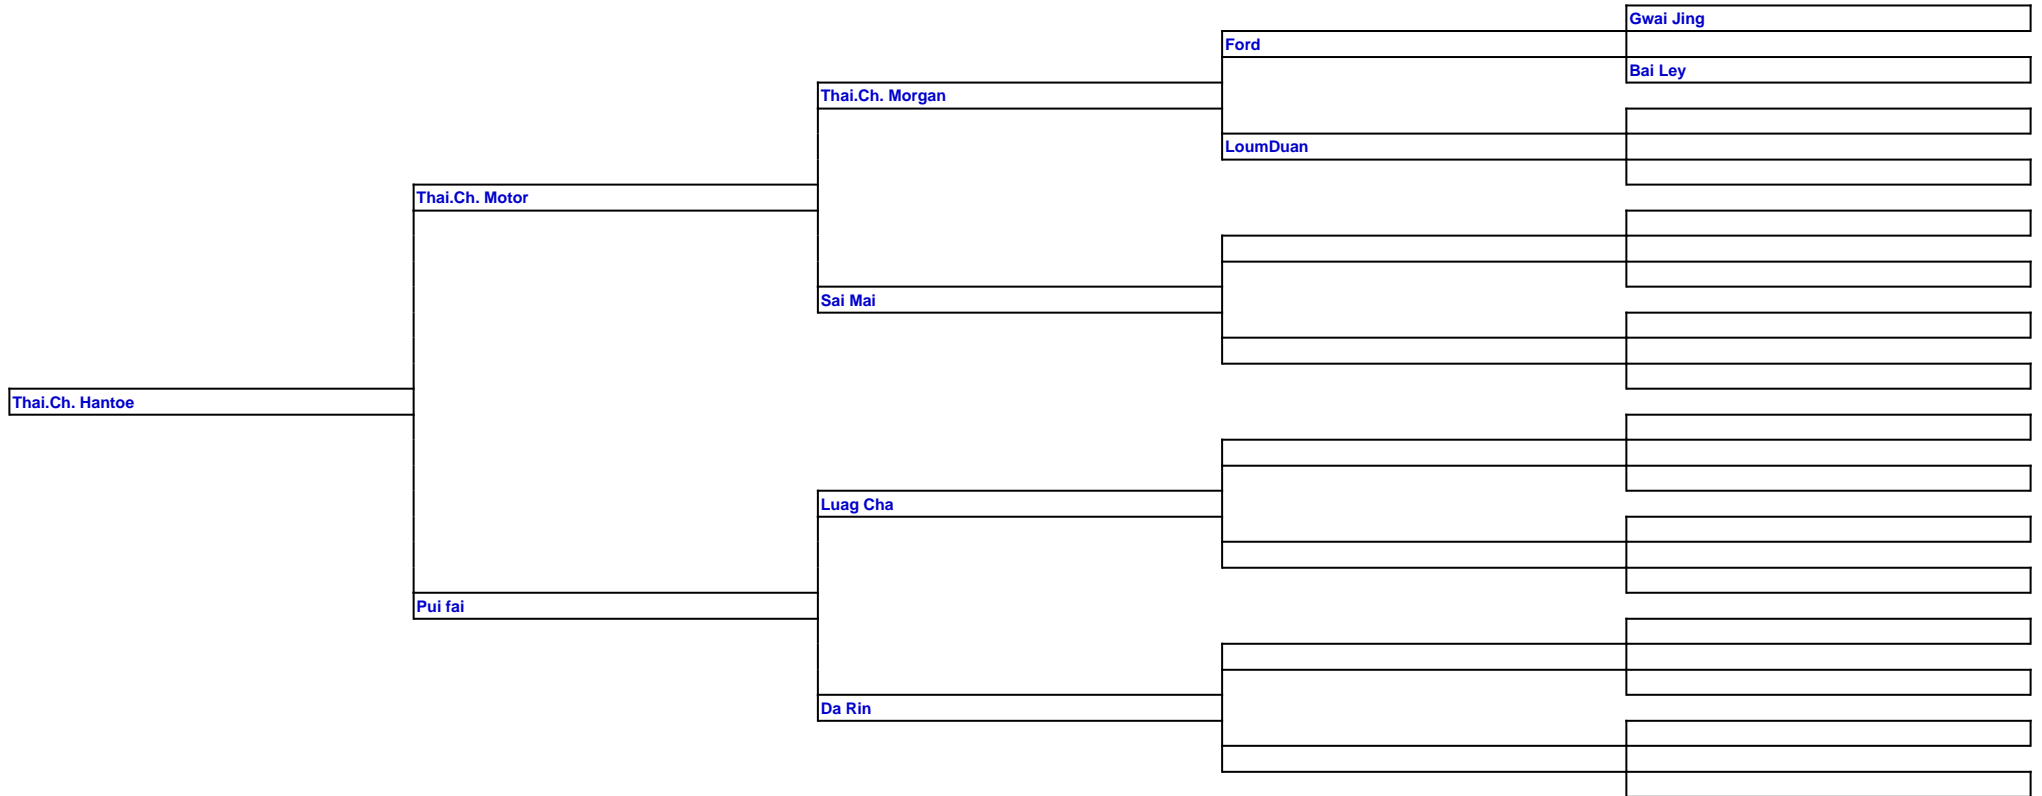 Gwai Jing
Ford
Bai Ley
Thai.Ch. Morgan
LoumDuan
Thai.Ch. Motor
Sai Mai
Thai.Ch. Hantoe
Luag Cha
Pui fai
Da Rin